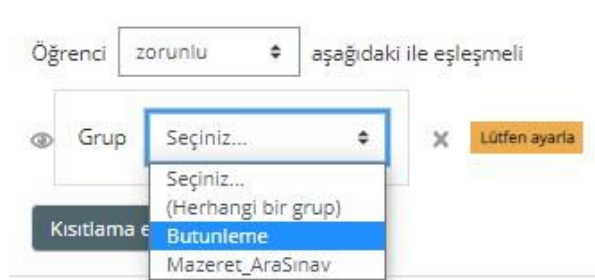 Öğrenci zorunlu aşağıdaki ile eşleşmeli
Grup Seçiniz... Lütfen ayarla
Seçiniz...
(Herhangi bir grup)
Butunleme
Mazeret_AraSınav
Kısıtlama e